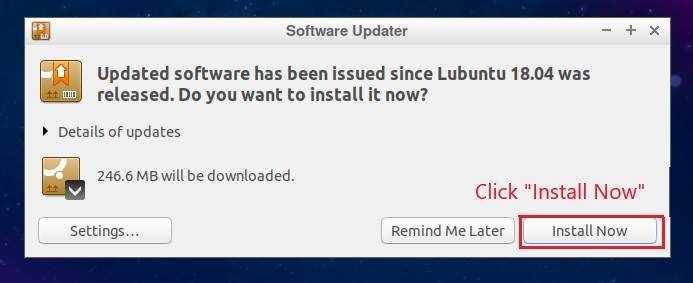 Software Updater
Updated software has been issued since Lubuntu 18.04 was
released. Do you want to install it now?
Details of updates
246.6 MB will be downloaded.
Click "Install Now"
Settings...
Remind Me Later
Install Now